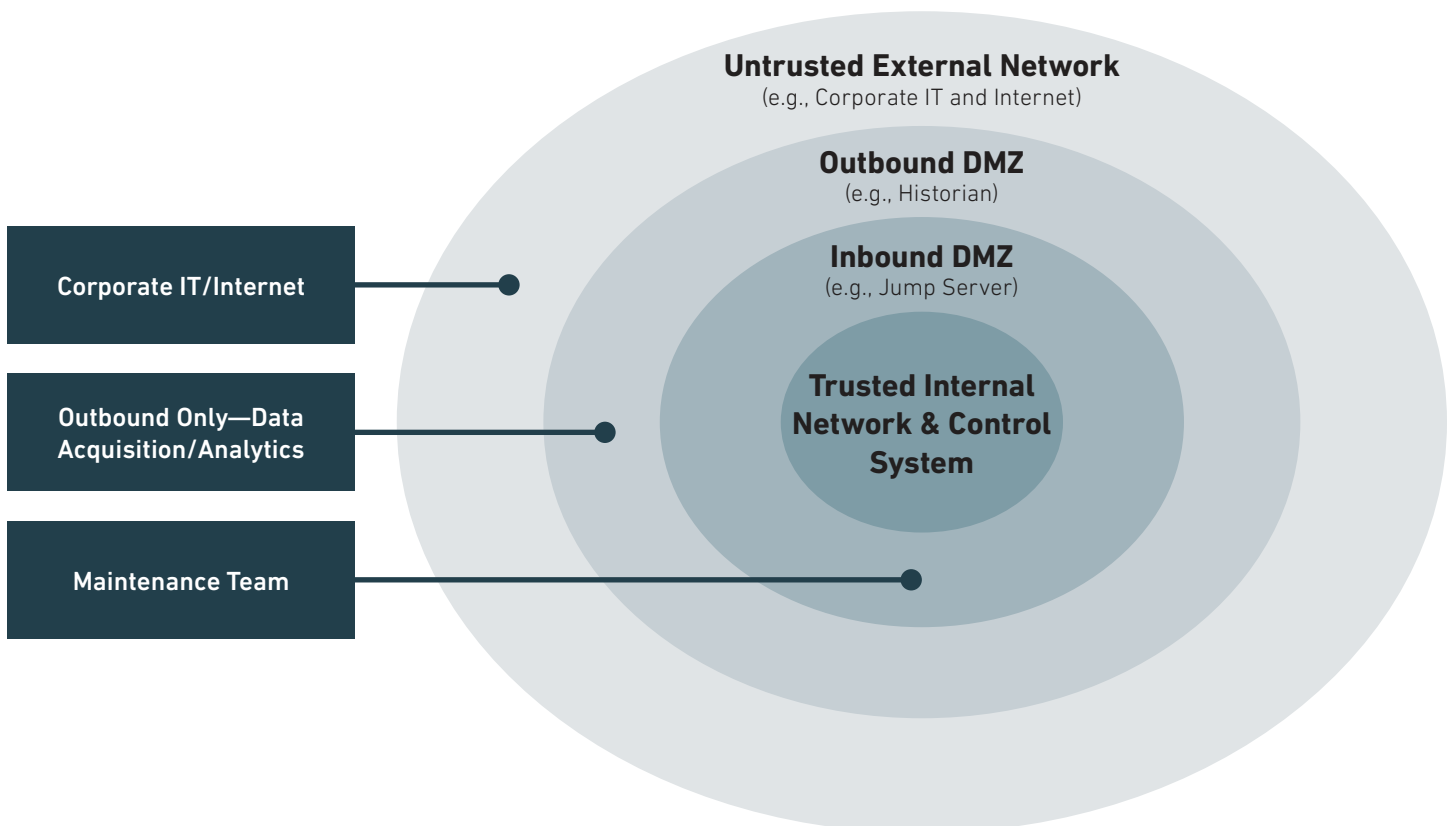 Untrusted External Network
(e.g., Corporate IT and Internet)
Outbound DMZ
(e.g., Historian)
Inbound DMZ
(e.g., Jump Server)
Trusted Internal
Network & Control
System
Corporate IT/Internet
Outbound Only—Data
Acquisition/Analytics
Maintenance Team